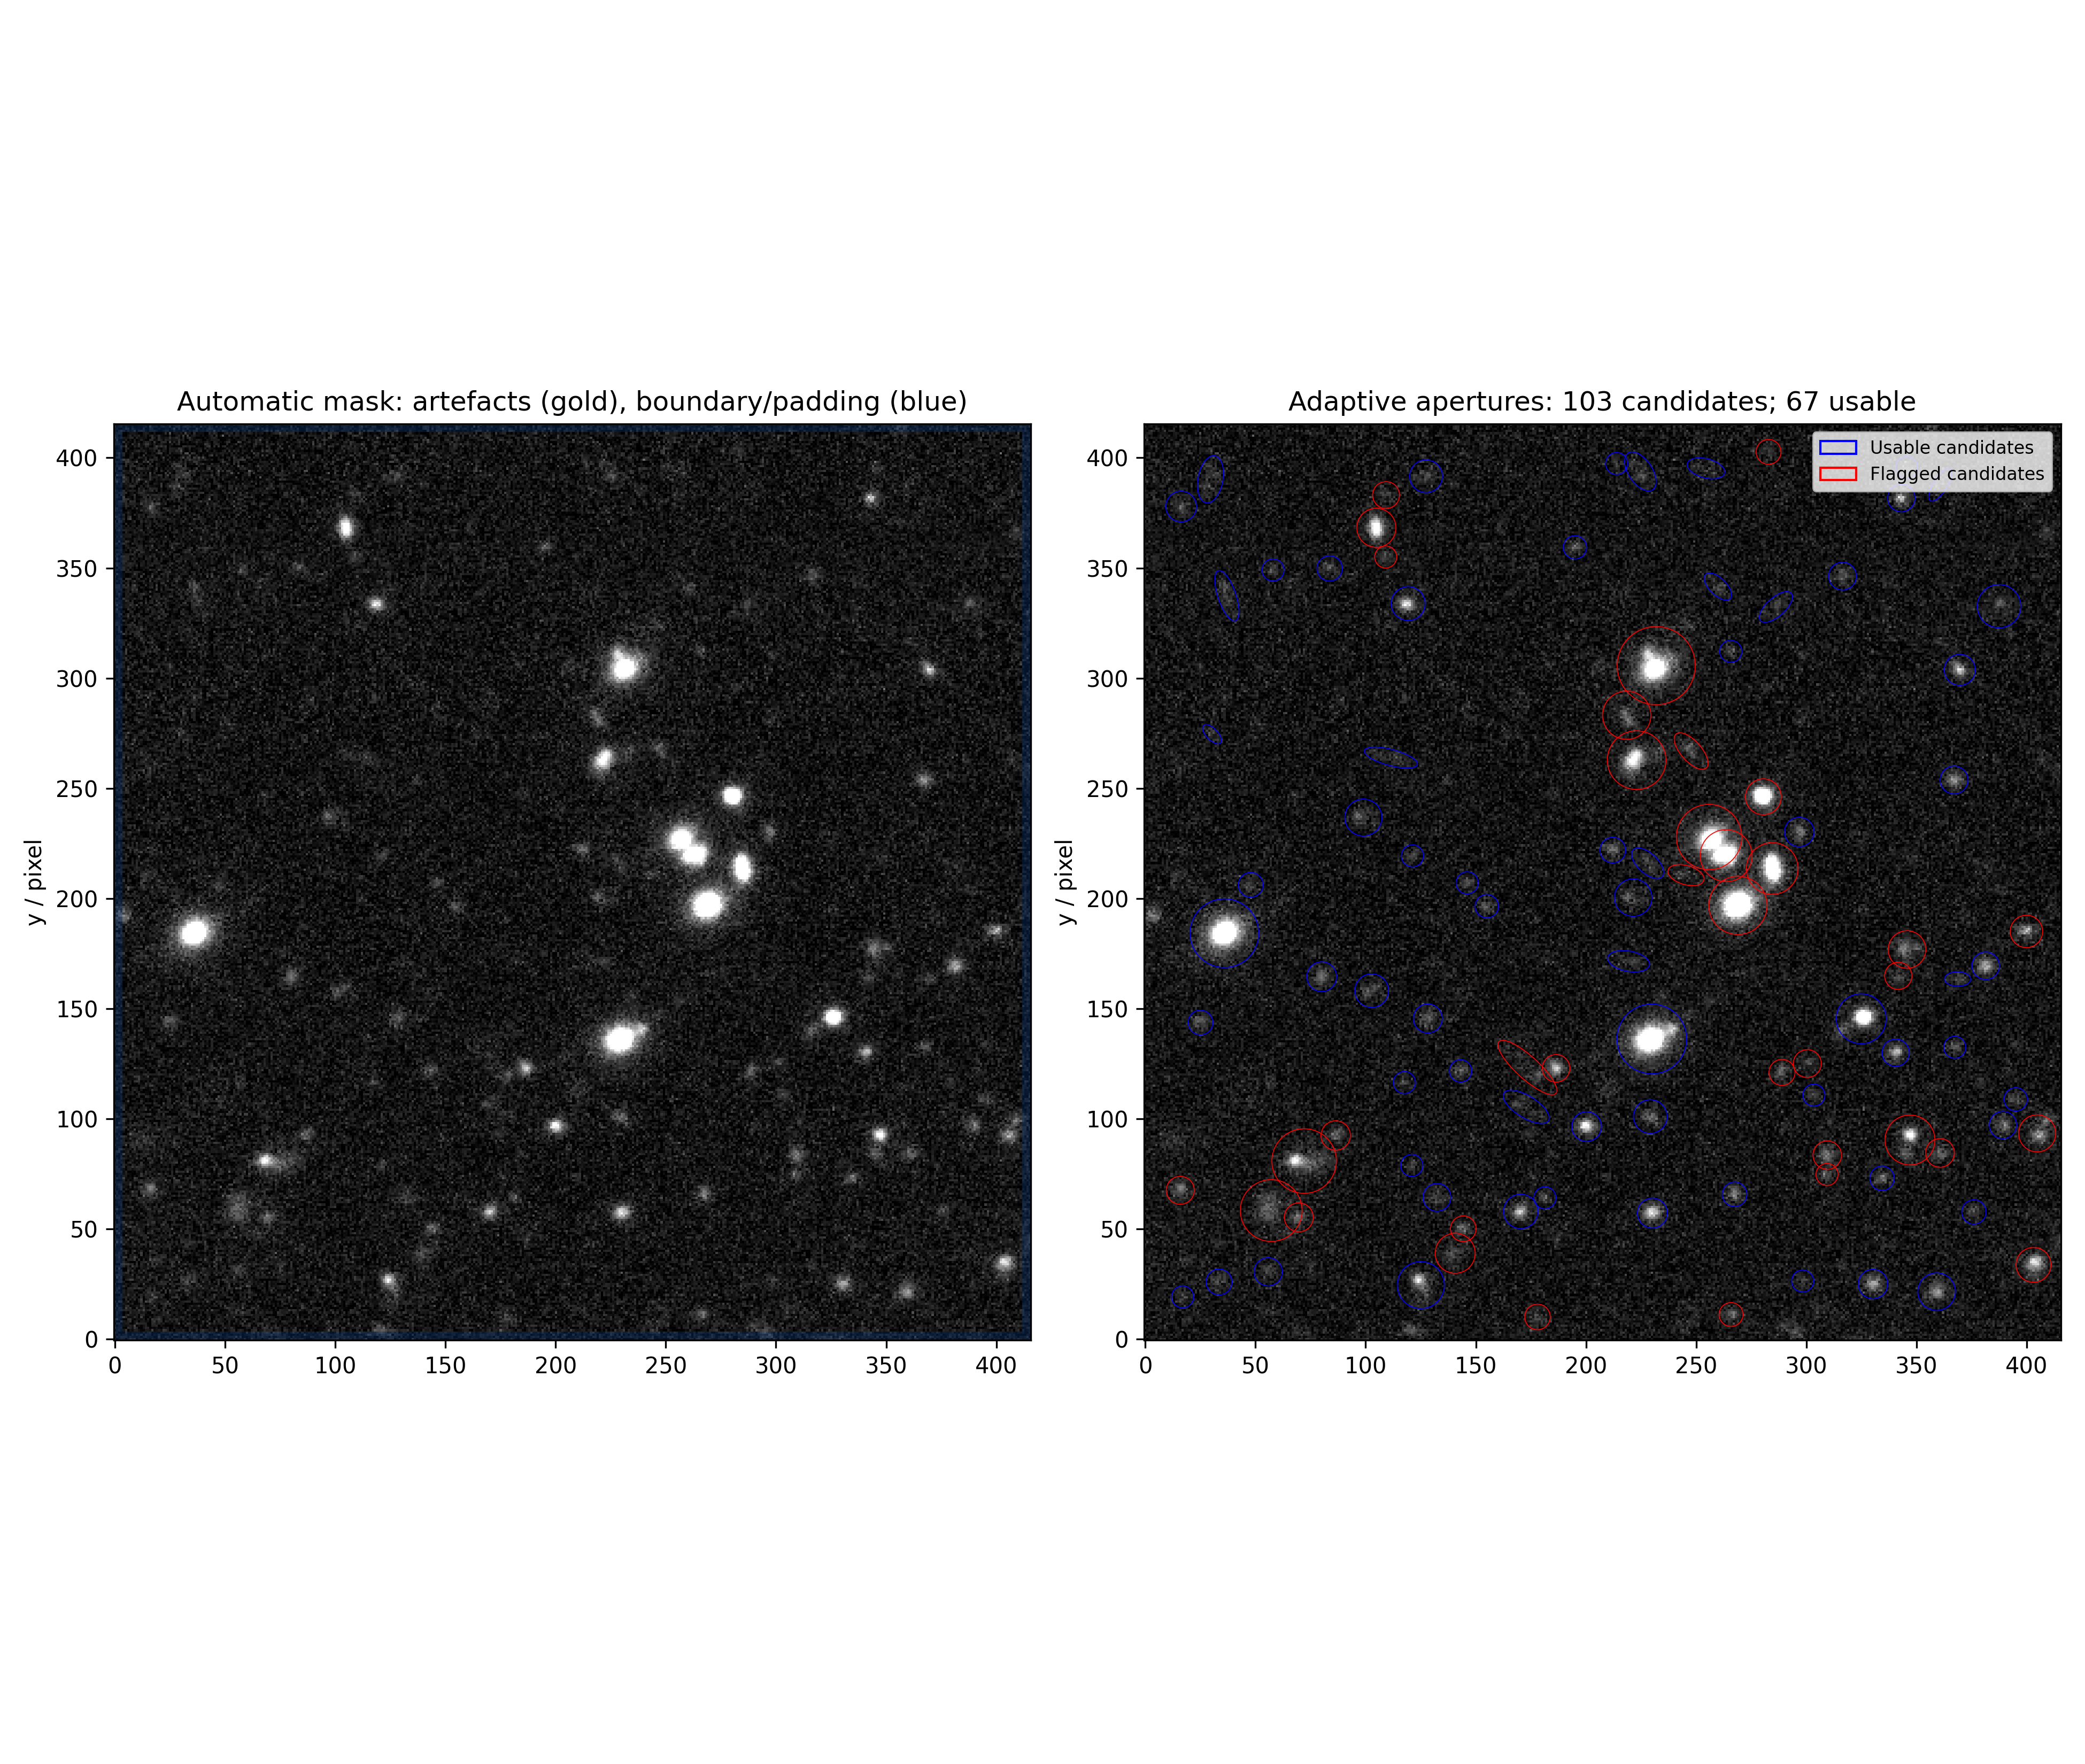 Automatic mask: artefacts (gold), boundary/padding (blue)
400
350
300
250
200
150
100
50
0
y / pixel
0 50 100 150 200 250 300 350 400
Adaptive apertures: 103 candidates; 67 usable
Usable candidates
Flagged candidates
400
350
300
250
200
150
100
50
0
y / pixel
0 50 100 150 200 250 300 350 400